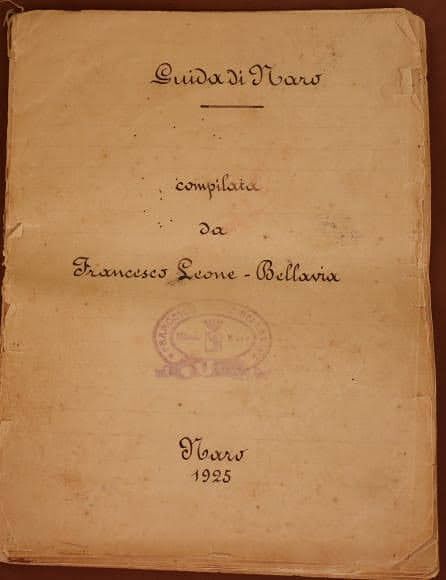 Guida di Naro
compilata
da
Francesco Leone - Bellavia
Naro
1925